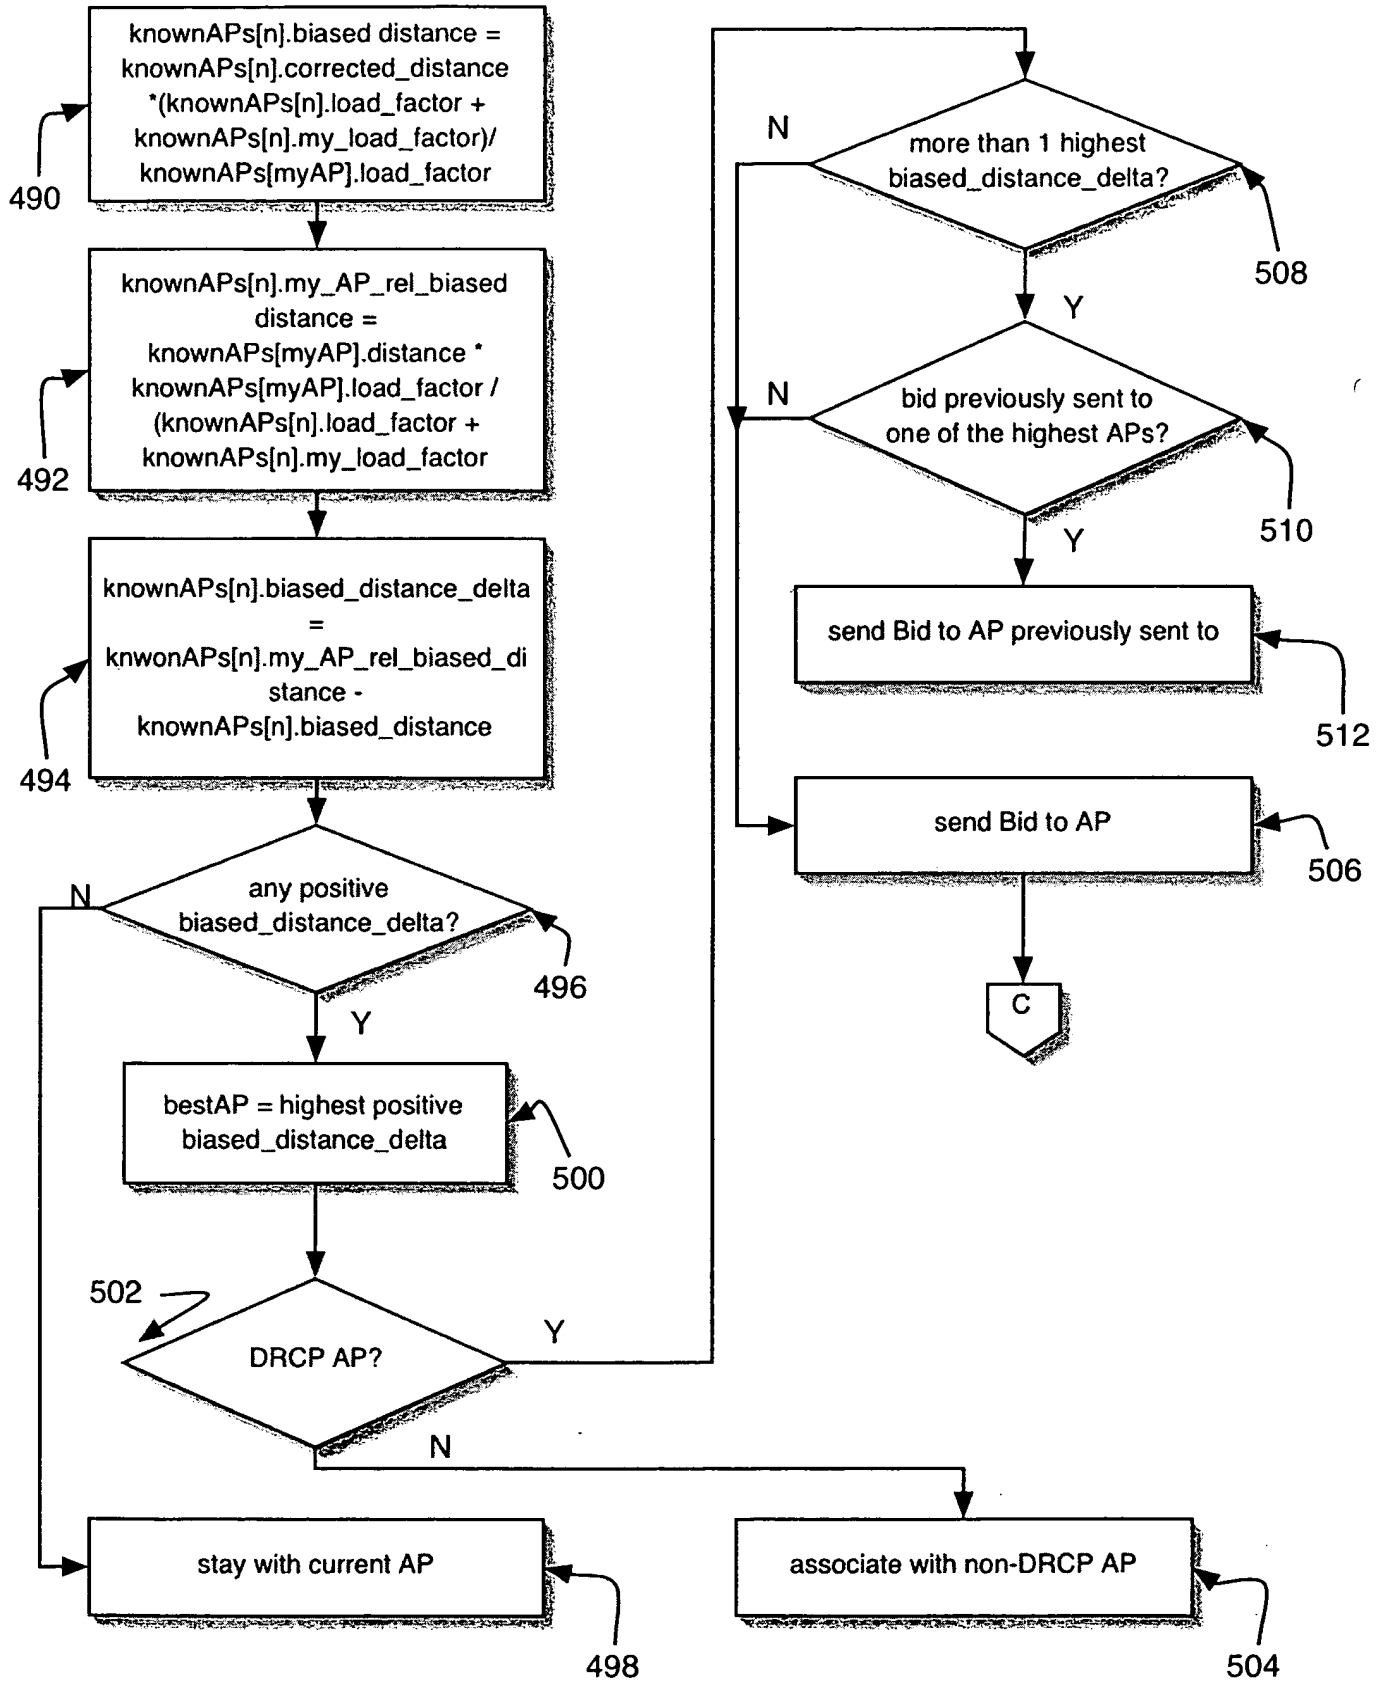 knownAPs[n].biased distance =
knownAPs[n].corrected_distance
*(knownAPs[n].load_factor +
knownAPs[n].my_load_factor)/
knownAPs[myAP].load_factor
490
knownAPs[n].my_AP_rel_biased
distance =
knownAPs[myAP].distance *
knownAPs[myAP].load_factor /
(knownAPs[n].load_factor +
knownAPs[n].my_load_factor
492
knownAPs[n].biased_distance_delta
=
knwonAPs[n].my_AP_rel_biased_di
stance -
knownAPs[n].biased_distance
494
any positive
biased_distance_delta?
N
496
Y
bestAP = highest positive
biased_distance_delta
500
502
DRCP AP?
Y
N
stay with current AP
498
associate with non-DRCP AP
504
more than 1 highest
biased_distance_delta?
N
508
Y
bid previously sent to
one of the highest APs?
N
510
Y
send Bid to AP previously sent to
512
send Bid to AP
506
C